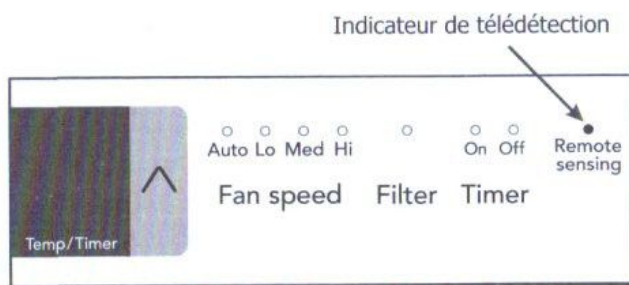 Indicateur de télédétection
Auto Lo Med Hi On Off Remote
sensing
Fan speed Filter Timer
Temp/Timer